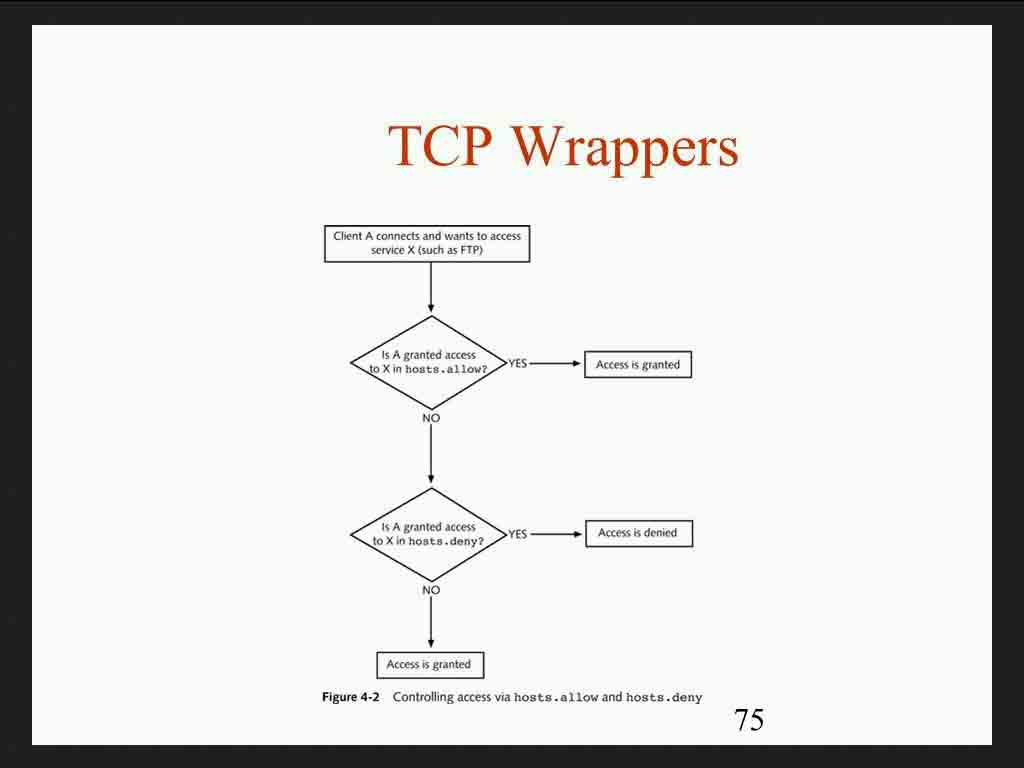 TCP Wrappers
Client A connects and wants to access
service X (such as FTP)
Is A granted access
to X in hosts.allow?
YES
Access is granted
NO
Is A granted access
to X in hosts.deny?
YES
Access is denied
NO
Access is granted
Figure 4-2 Controlling access via hosts.allow and hosts.deny
75